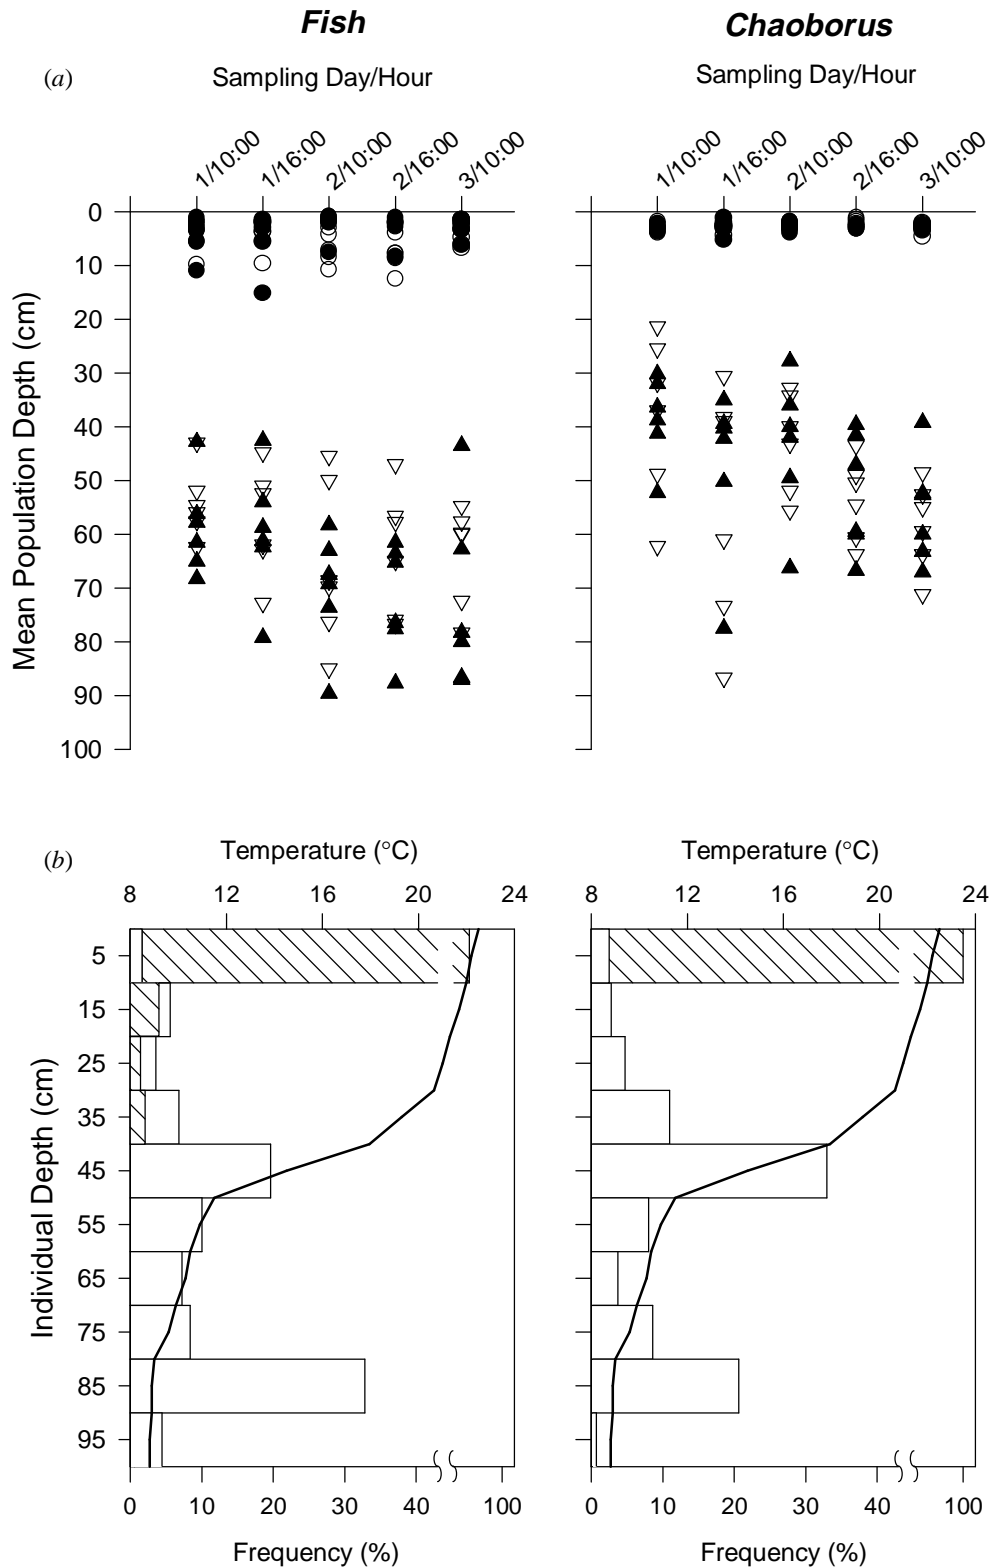 Fish Chaoborus
(a) Sampling Day/Hour Sampling Day/Hour
1/10:00 1/16:00 2/10:00 2/16:00 3/10:00 1/10:00 1/16:00 2/10:00 2/16:00 3/10:00
Mean Population Depth (cm)
0
10
20
30
40
50
60
70
80
90
100
(b) Temperature (°C) Temperature (°C)
8 12 16 20 24 8 12 16 20 24
Individual Depth (cm)
5
15
25
35
45
55
65
75
85
95
0 10 20 30 40 100 0 10 20 30 40 100
Frequency (%) Frequency (%)